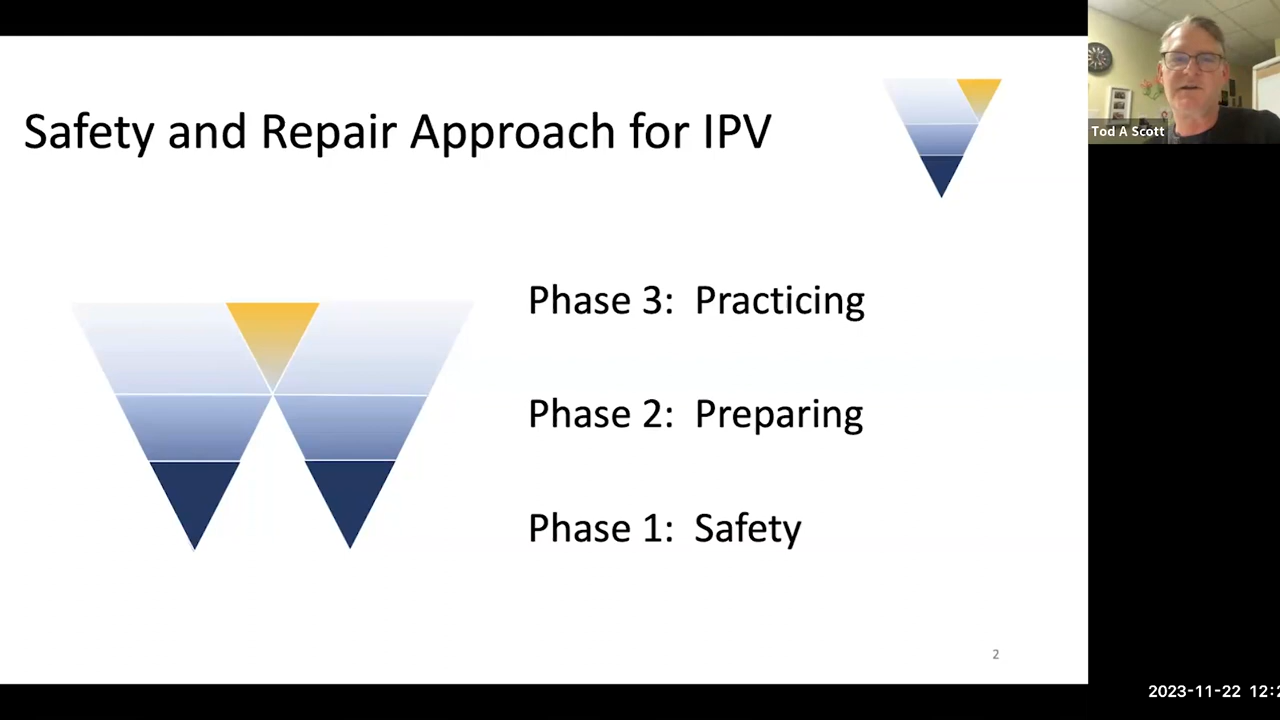 Safety and Repair Approach for IPV
Tod A Scott
Phase 3: Practicing
Phase 2: Preparing
Phase 1: Safety
2
2023-11-22 12:2